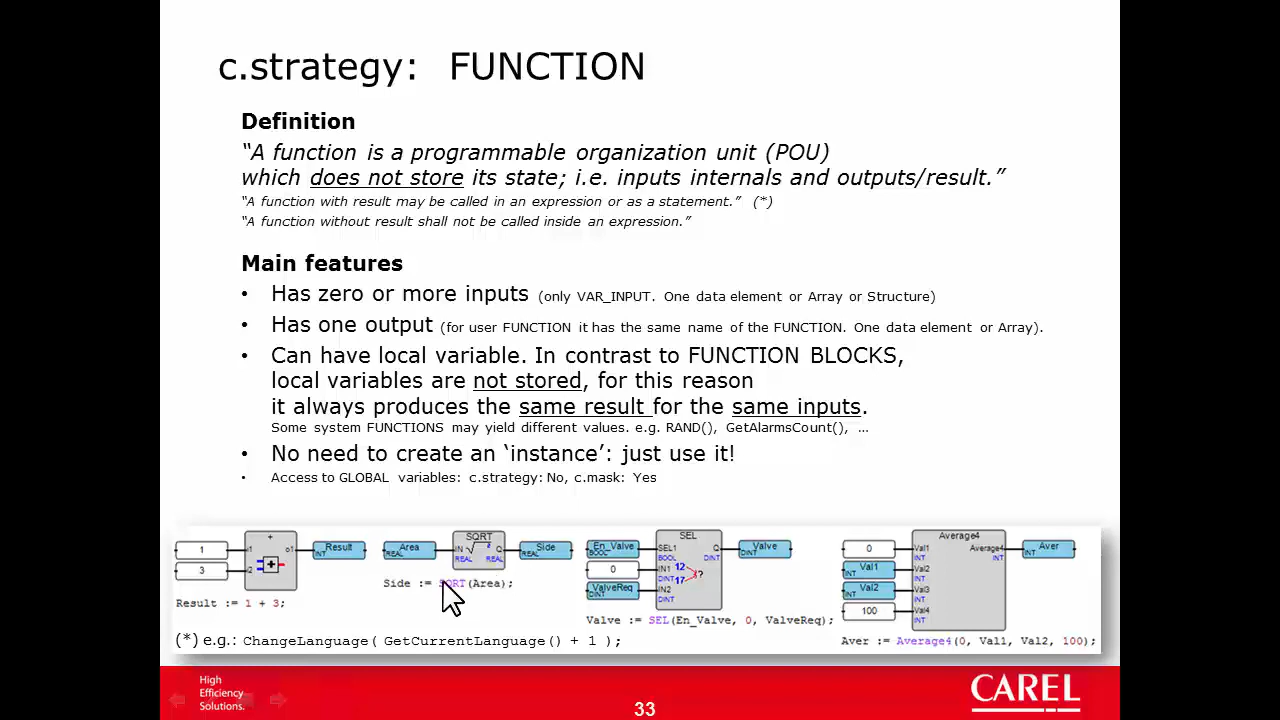 c.strategy: FUNCTION
Definition
“A function is a programmable organization unit (POU)
which does not store its state; i.e. inputs internals and outputs/result.”
“A function with result may be called in an expression or as a statement.” (*)
“A function without result shall not be called inside an expression.”
Main features
• Has zero or more inputs (only VAR_INPUT. One data element or Array or Structure)
• Has one output (for user FUNCTION it has the same name of the FUNCTION. One data element or Array).
• Can have local variable. In contrast to FUNCTION BLOCKS,
local variables are not stored, for this reason
it always produces the same result for the same inputs.
Some system FUNCTIONS may yield different values. e.g. RAND(), GetAlarmsCount(), …
• No need to create an ‘instance’: just use it!
• Access to GLOBAL variables: c.strategy: No, c.mask: Yes
+
1
3
i1
i2
o1
Result
INT
Result := 1 + 3;
Area
REAL
SQRT
IN
Q
REAL
REAL
Side
REAL
Side := SQRT(Area);
En_Valve
BOOL
0
ValveReq
DINT
SEL
SEL1
BOOL
IN1
DINT
IN2
DINT
12
17
?
Q
DINT
Valve
DINT
Valve := SEL(En_Valve, 0, ValveReq);
0
Val1
INT
Val2
INT
100
Average4
Val1
INT
Val2
INT
Val3
INT
Val4
INT
Average4
INT
Aver
INT
Aver := Average4(0, Val1, Val2, 100);
(*) e.g.: ChangeLanguage( GetCurrentLanguage() + 1 );
High
Efficiency
Solutions.
33
CAREL